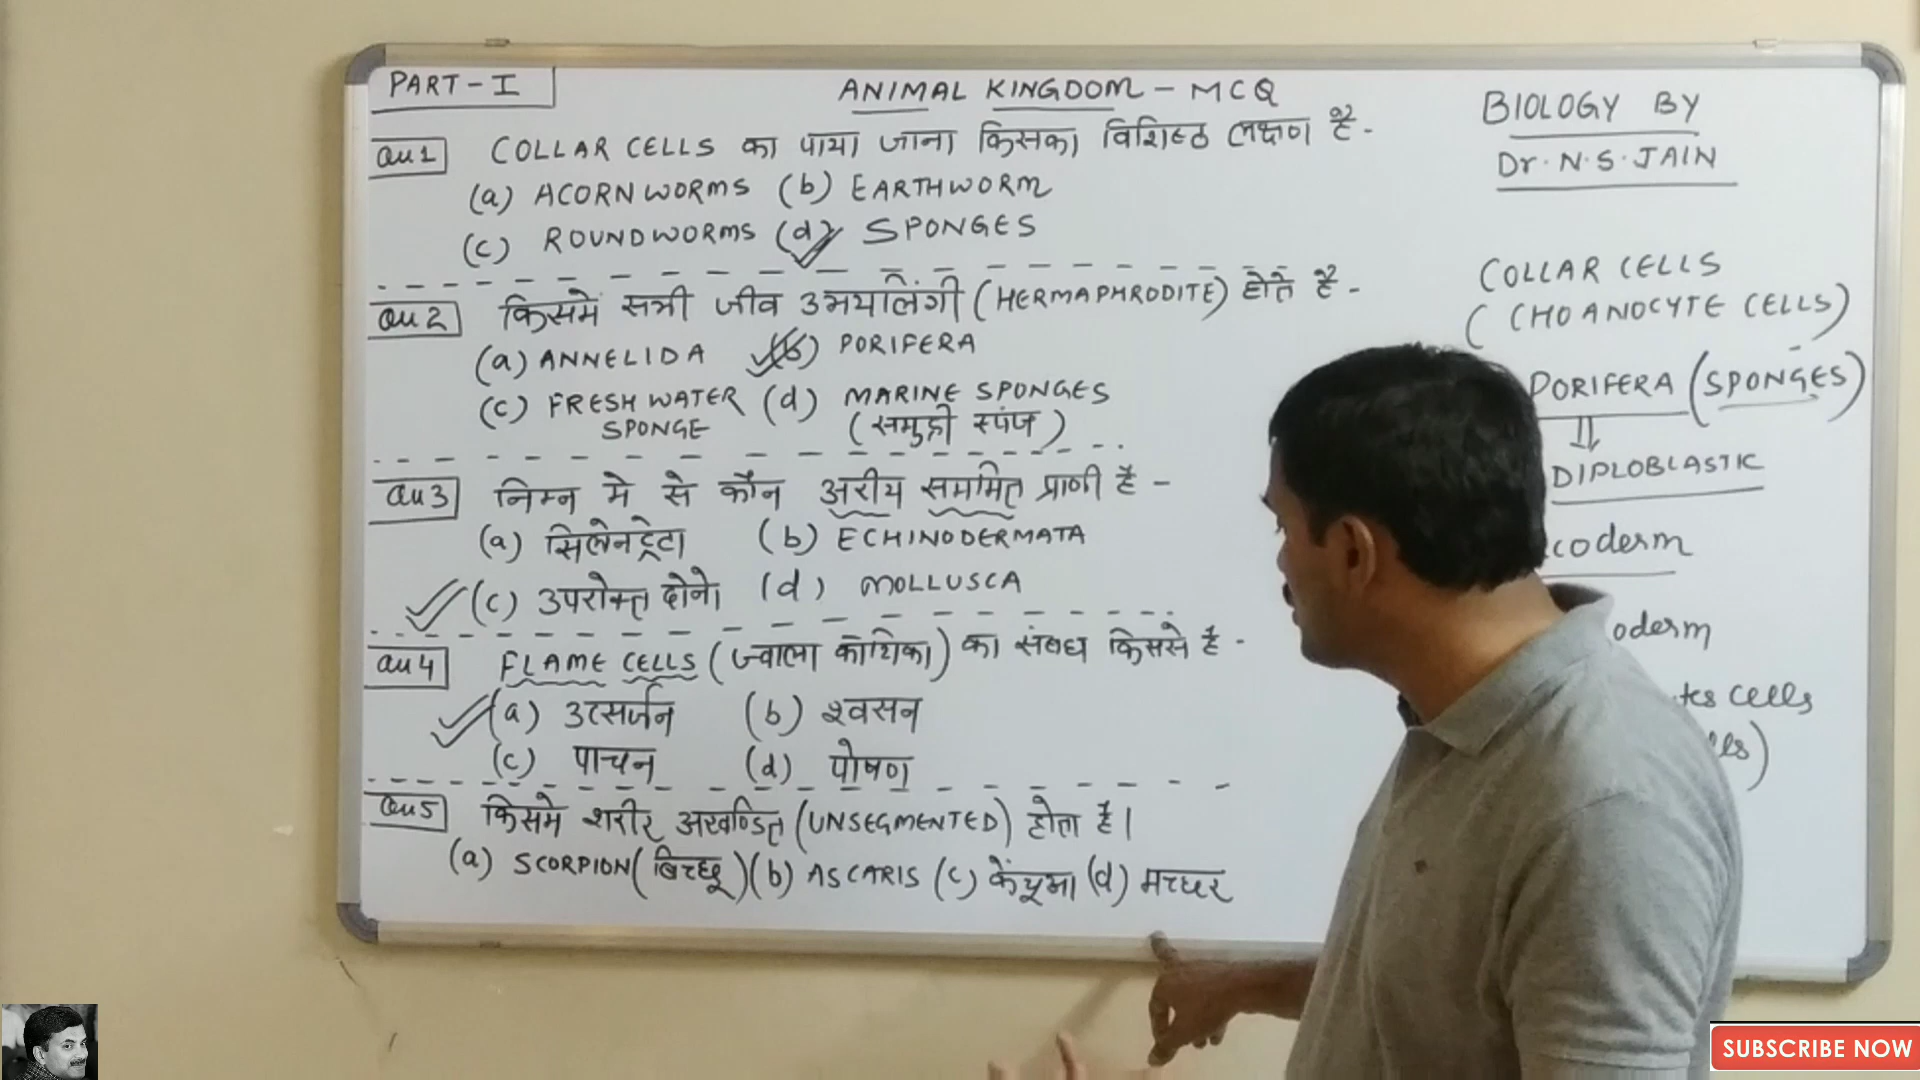 PART-I
ANIMAL KINGDOM - MCQ
Qu1 COLLAR CELLS का पाया जाना किसका विशिष्ठ लक्षण है -
(a) ACORN WORMS (b) EARTHWORM
(c) ROUNDWORMS (d) SPONGES
Qu2 किसमे सभी जीव उभयलिंगी (HERMAPHRODITE) होते है -
(a) ANNELIDA (b) PORIFERA
(c) FRESH WATER SPONGE (d) MARINE SPONGES
(समुद्री स्पंज)
Qu3 निम्न मे से कौन अरीय सममित प्राणी है -
(a) सिलेनट्रेटा (b) ECHINODERMATA
(c) उपरोक्त दोनो (d) MOLLUSCA
Qu4 FLAME CELLS (ज्वाला कोशिका) का संबध किससे है -
(a) उत्सर्जन (b) श्वसन
(c) पाचन (d) पोषण
Qu5 किसमे शरीर अखण्डित (UNSEGMENTED) होता है।
(a) SCORPION (बिच्छू) (b) ASCARIS (c) केंचूआ (d) मच्छर
BIOLOGY BY
Dr. N. S. JAIN
COLLAR CELLS
(CHOANOCYTE CELLS)
PORIFERA (SPONGES)
DIPLOBLASTIC
coderm
oderm
tes cells
lls)
SUBSCRIBE NOW